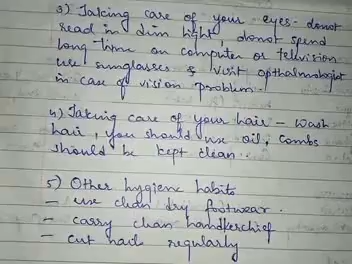 3) Taking care of your eyes - donot
read in dim light, donot spend
long time on computer or television
use sunglasses & visit opthalmologist
in case of vision problem.
4) Taking care of your hair - wash
hair, you should use oil, combs
should be kept clean.
5) Other hygiene habits
- use clean dry footwear.
- carry clean handkerchief
- cut nails regularly